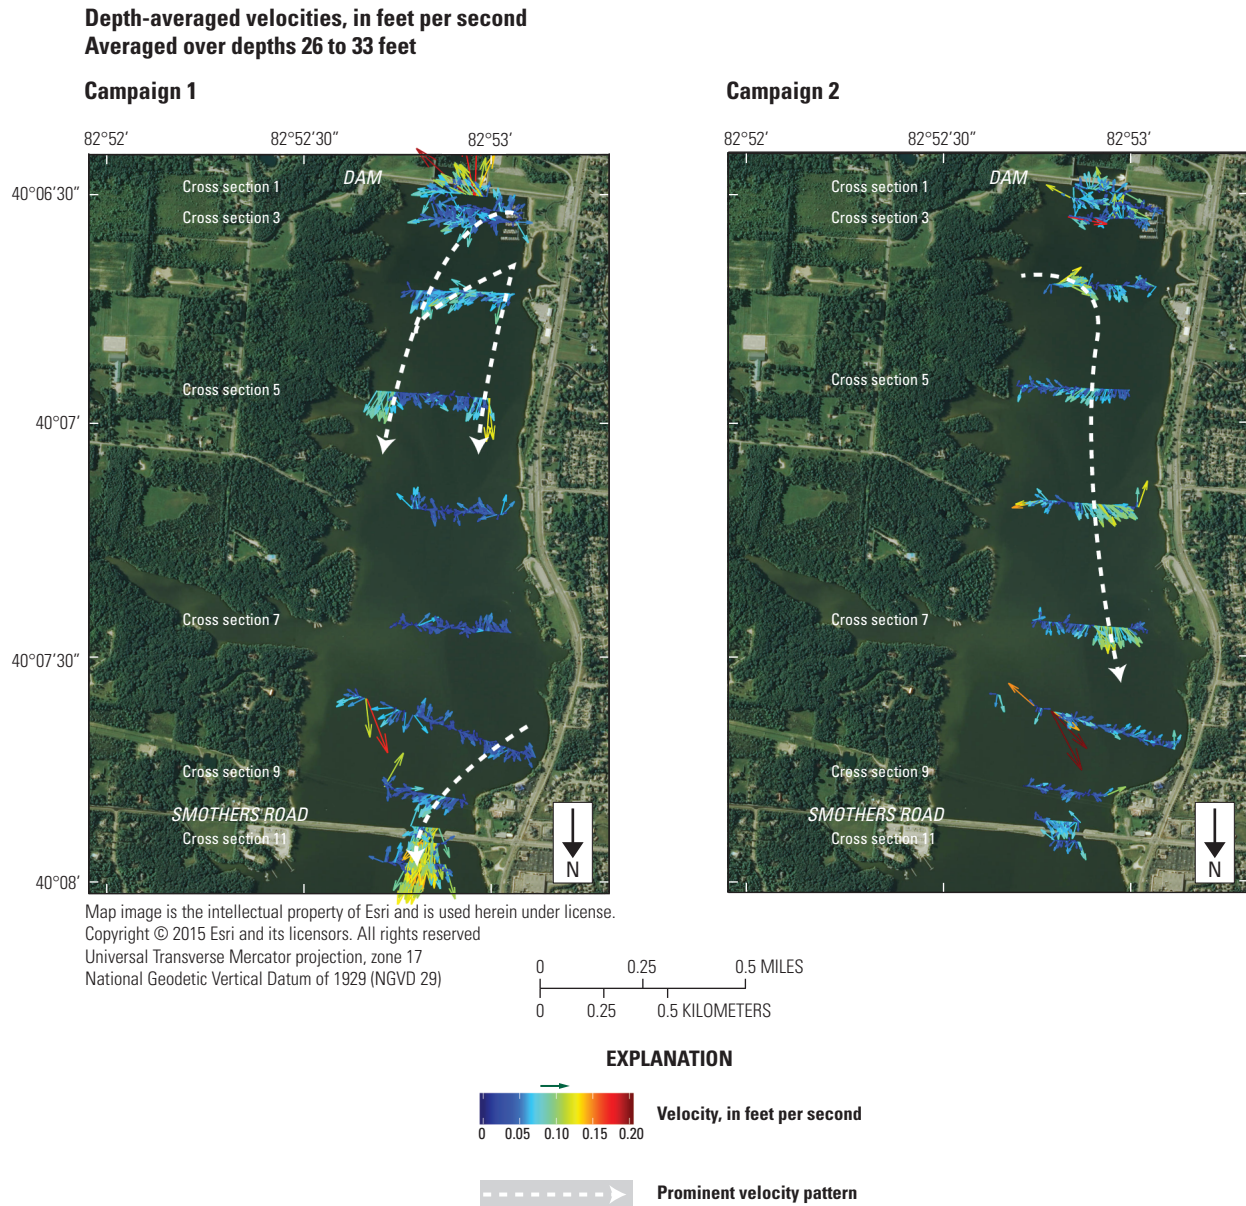 Depth-averaged velocities, in feet per second
Averaged over depths 26 to 33 feet
Campaign 1
82°52’
82°52’30”
82°53’
40°06’30”
40°07’
40°07’30”
40°08’
DAM
Cross section 1
Cross section 3
Cross section 5
Cross section 7
Cross section 9
SMOTHERS ROAD
Cross section 11
N
Campaign 2
82°52’
82°52’30”
82°53’
DAM
Cross section 1
Cross section 3
Cross section 5
Cross section 7
Cross section 9
SMOTHERS ROAD
Cross section 11
N
Map image is the intellectual property of Esri and is used herein under license.
Copyright © 2015 Esri and its licensors. All rights reserved
Universal Transverse Mercator projection, zone 17
National Geodetic Vertical Datum of 1929 (NGVD 29)
0 0.25 0.5 MILES
0 0.25 0.5 KILOMETERS
EXPLANATION
Velocity, in feet per second
0 0.05 0.10 0.15 0.20
Prominent velocity pattern